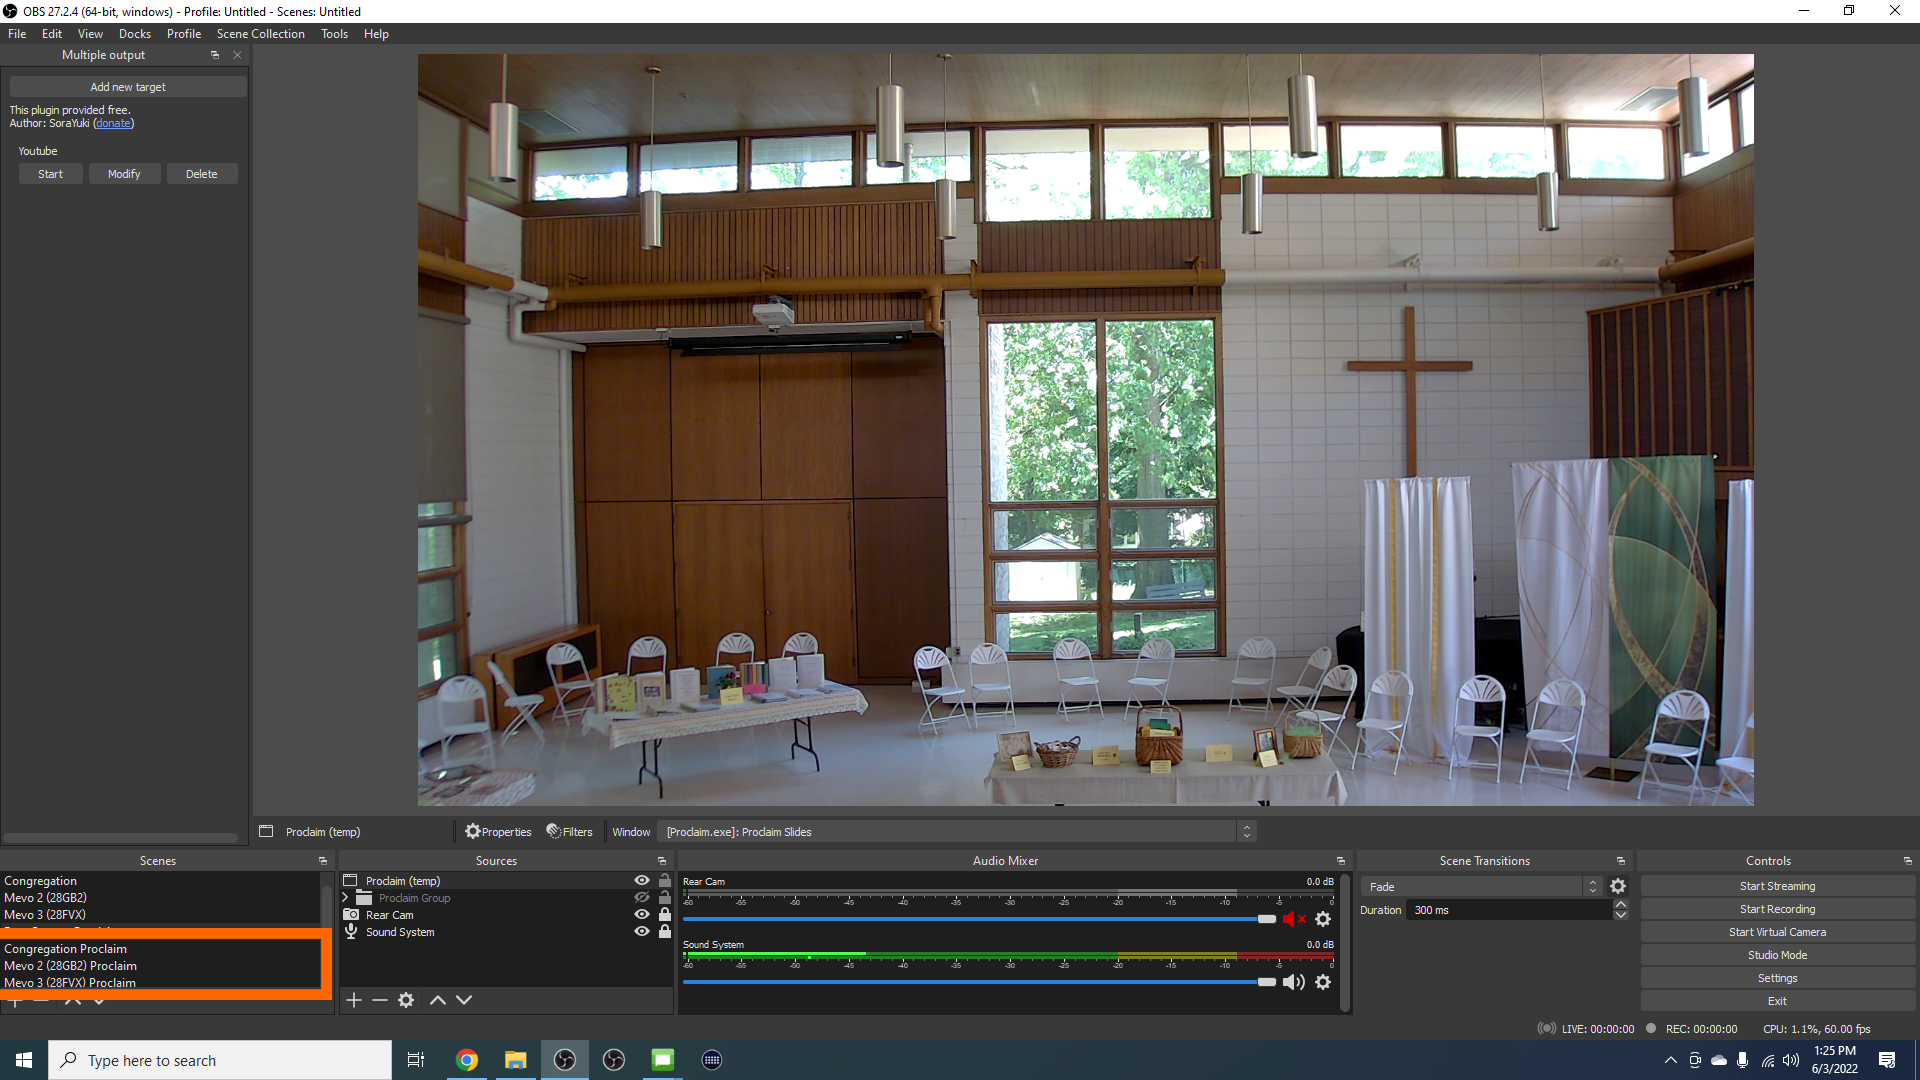 OBS 27.2.4 (64-bit, windows) - Profile: Untitled - Scenes: Untitled
File Edit View Docks Profile Scene Collection Tools Help
Multiple output
Add new target
This plugin provided free.
Author: SoraYuki (donate)
Youtube
Start Modify Delete
Proclaim (temp) Properties Filters Window [Proclaim.exe]: Proclaim Slides
Scenes
Congregation
Mevo 2 (28GB2)
Mevo 3 (28FVX)
Congregation Proclaim
Mevo 2 (28GB2) Proclaim
Mevo 3 (28FVX) Proclaim
Sources
Proclaim (temp)
Proclaim Group
Rear Cam
Sound System
Audio Mixer
Rear Cam 0.0 dB
-60 -55 -50 -45 -40 -35 -30 -25 -20 -15 -10 -5 0
Sound System 0.0 dB
-60 -55 -50 -45 -40 -35 -30 -25 -20 -15 -10 -5 0
Scene Transitions
Fade
Duration 300 ms
Controls
Start Streaming
Start Recording
Start Virtual Camera
Studio Mode
Settings
Exit
LIVE: 00:00:00 REC: 00:00:00 CPU: 1.1%, 60.00 fps
Type here to search
1:25 PM
6/3/2022